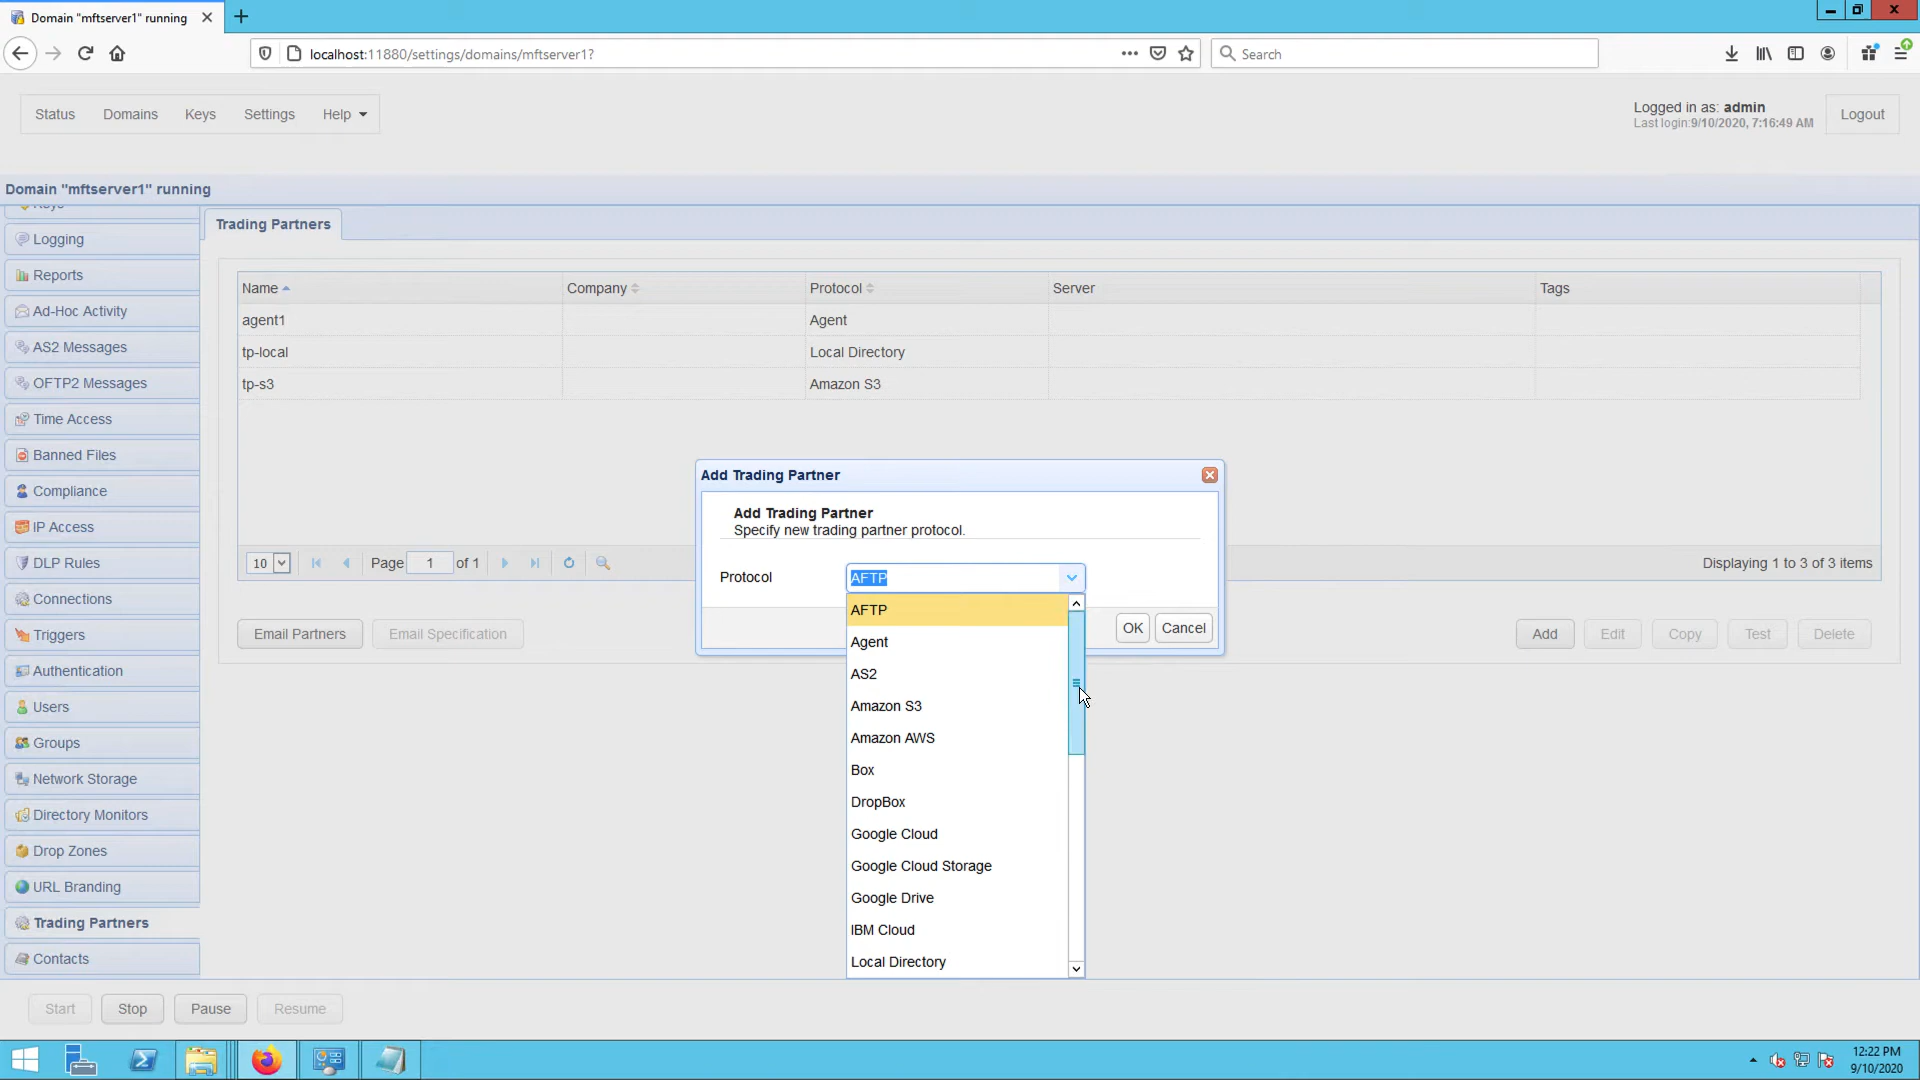 Domain "mftserver1" running
localhost:11880/settings/domains/mftserver1?
Search
Status Domains Keys Settings Help
Logged in as: admin
Last login:9/10/2020, 7:16:49 AM
Logout
Domain "mftserver1" running
Keys
Logging
Reports
Ad-Hoc Activity
AS2 Messages
OFTP2 Messages
Time Access
Banned Files
Compliance
IP Access
DLP Rules
Connections
Triggers
Authentication
Users
Groups
Network Storage
Directory Monitors
Drop Zones
URL Branding
Trading Partners
Contacts
Trading Partners
Name Company Protocol Server Tags
agent1 Agent
tp-local Local Directory
tp-s3 Amazon S3
10 Page 1 of 1
Displaying 1 to 3 of 3 items
Email Partners Email Specification
Add Edit Copy Test Delete
Add Trading Partner
Add Trading Partner
Specify new trading partner protocol.
Protocol AFTP
AFTP
Agent
AS2
Amazon S3
Amazon AWS
Box
DropBox
Google Cloud
Google Cloud Storage
Google Drive
IBM Cloud
Local Directory
OK Cancel
Start Stop Pause Resume
12:22 PM
9/10/2020